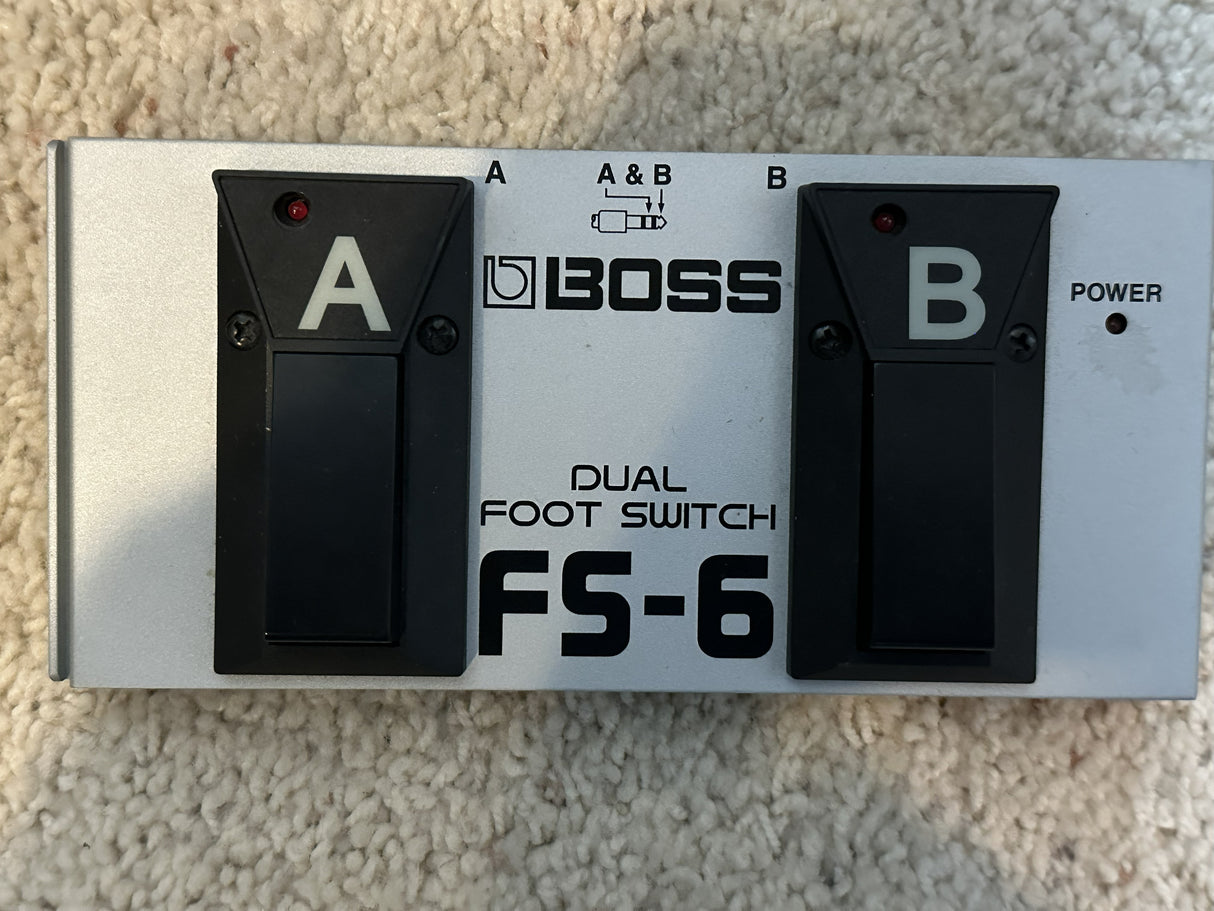 A A & B B
BOSS
A B
POWER
DUAL
FOOT SWITCH
FS-6